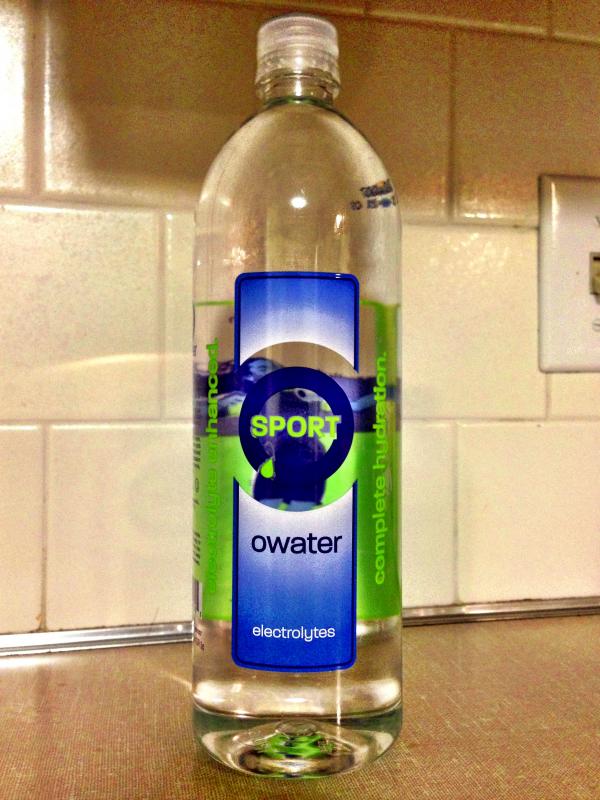 SPORT
owater
electrolytes
electrolyte enhanced.
complete hydration.